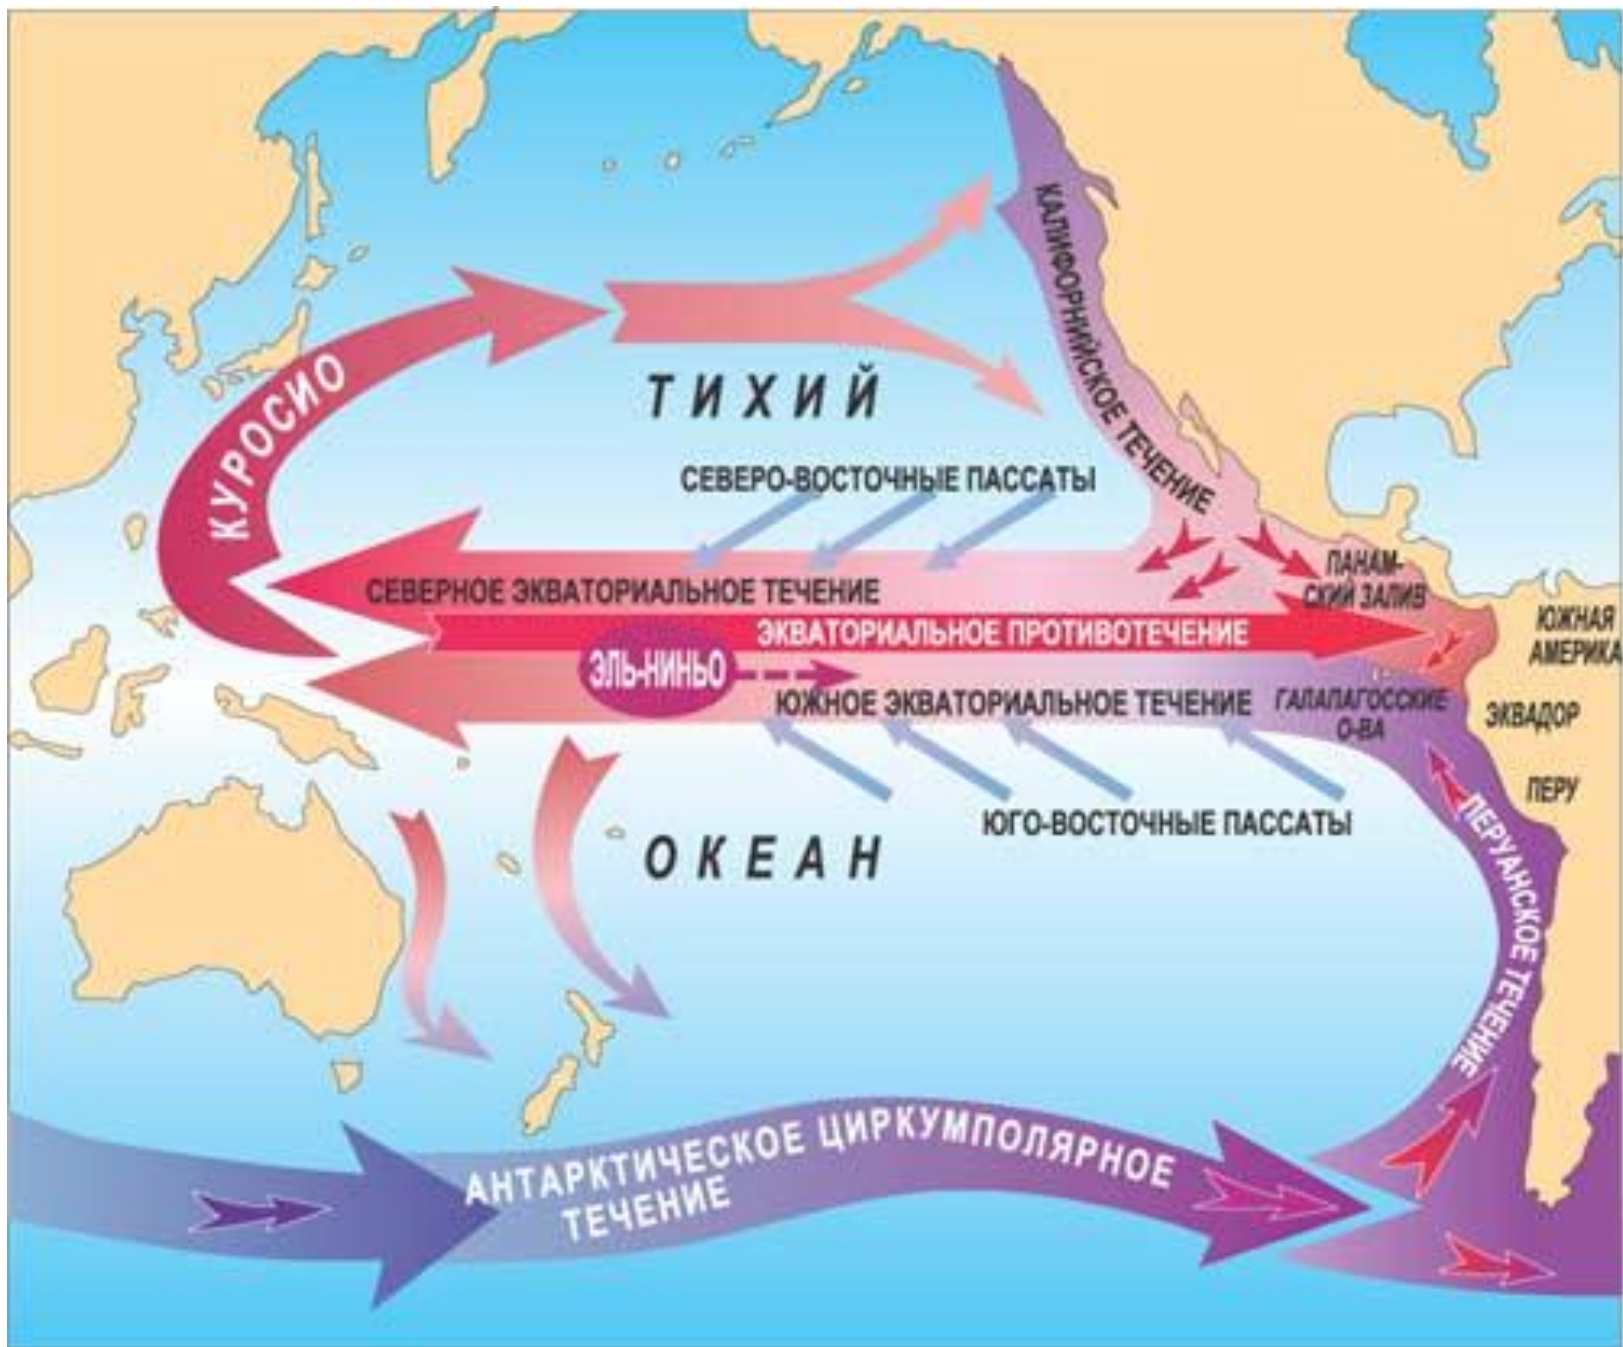 КАЛИФОРНИЙСКОЕ ТЕЧЕНИЕ
КУРОСИО
ТИХИЙ
СЕВЕРО-ВОСТОЧНЫЕ ПАССАТЫ
СЕВЕРНОЕ ЭКВАТОРИАЛЬНОЕ ТЕЧЕНИЕ
ПАНАМ-
СКИЙ ЗАЛИВ
ЭКВАТОРИАЛЬНОЕ ПРОТИВОТЕЧЕНИЕ
ЮЖНАЯ
АМЕРИКА
ЭЛЬ-НИНЬО
ЮЖНОЕ ЭКВАТОРИАЛЬНОЕ ТЕЧЕНИЕ
ГАЛАПАГОССКИЕ
О-ВА
ЭКВАДОР
ПЕРУ
ЮГО-ВОСТОЧНЫЕ ПАССАТЫ
ОКЕАН
ПЕРУАНСКОЕ ТЕЧЕНИЕ
АНТАРКТИЧЕСКОЕ ЦИРКУМПОЛЯРНОЕ
ТЕЧЕНИЕ